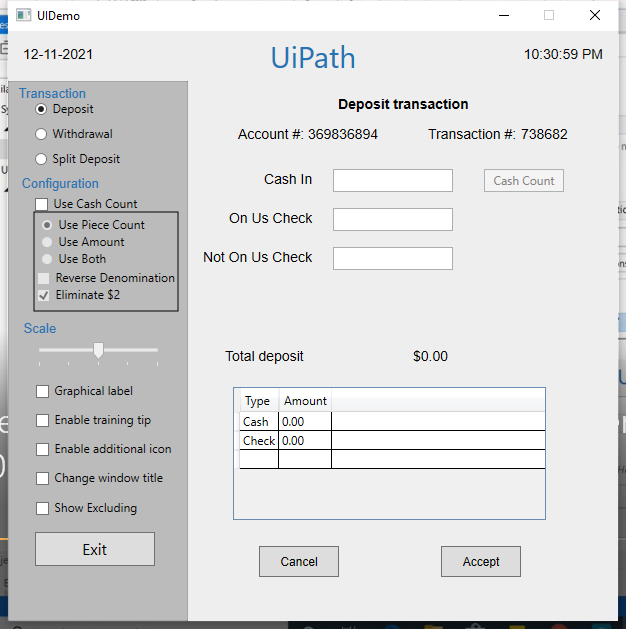 UIDemo
12-11-2021
UiPath
10:30:59 PM
Transaction
Deposit
Withdrawal
Split Deposit
Configuration
Use Cash Count
Use Piece Count
Use Amount
Use Both
Reverse Denomination
Eliminate $2
Scale
Graphical label
Enable training tip
Enable additional icon
Change window title
Show Excluding
Exit
Deposit transaction
Account #: 369836894 Transaction #: 738682
Cash In
Cash Count
On Us Check
Not On Us Check
Total deposit $0.00
Type Amount
Cash 0.00
Check 0.00
Cancel Accept